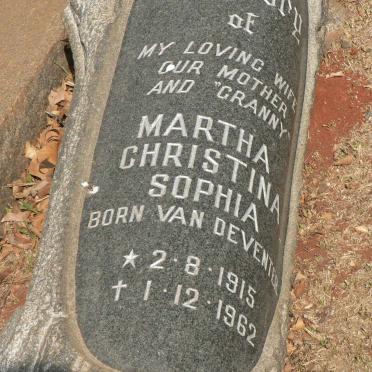 of
MY LOVING WIFE
OUR MOTHER
AND "GRANNY"
MARTHA
CHRISTINA
SOPHIA
BORN VAN DEVENTER
★ 2·8·1915
† 1·12·1962